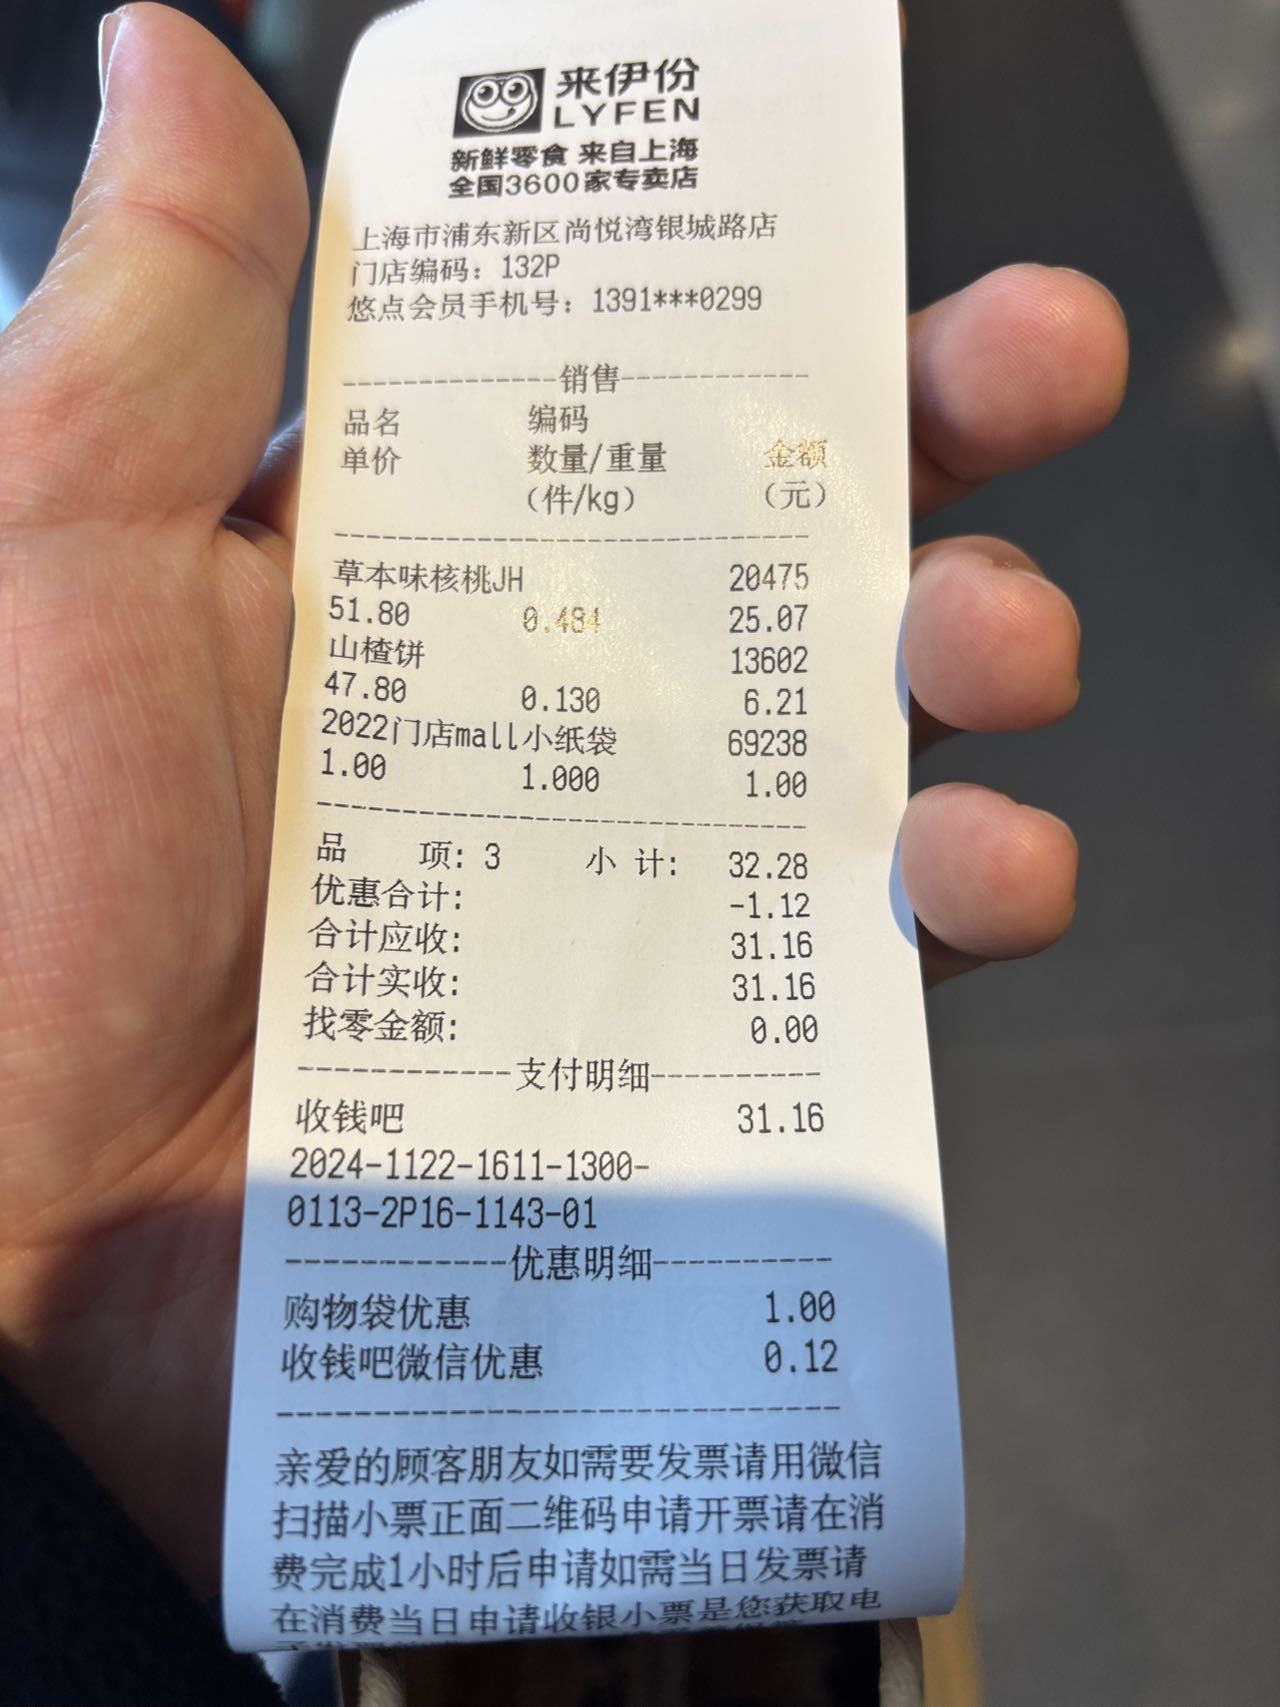 来伊份
LYFEN
新鲜零食 来自上海
全国3600家专卖店
上海市浦东新区尚悦湾银城路店
门店编码：132P
悠点会员手机号：1391***0299
------------销售------------
品名 编码
单价 数量/重量 金额
（件/kg） （元）
草本味核桃JH 20475
51.80 0.484 25.07
山楂饼 13602
47.80 0.130 6.21
2022门店mall小纸袋 69238
1.00 1.000 1.00
品 项: 3 小 计: 32.28
优惠合计: -1.12
合计应收: 31.16
合计实收: 31.16
找零金额: 0.00
------------支付明细----------
收钱吧 31.16
2024-1122-1611-1300-
0113-2P16-1143-01
------------优惠明细----------
购物袋优惠 1.00
收钱吧微信优惠 0.12
亲爱的顾客朋友如需要发票请用微信
扫描小票正面二维码申请开票请在消
费完成1小时后申请如需当日发票请
在消费当日申请收银小票是您获取电